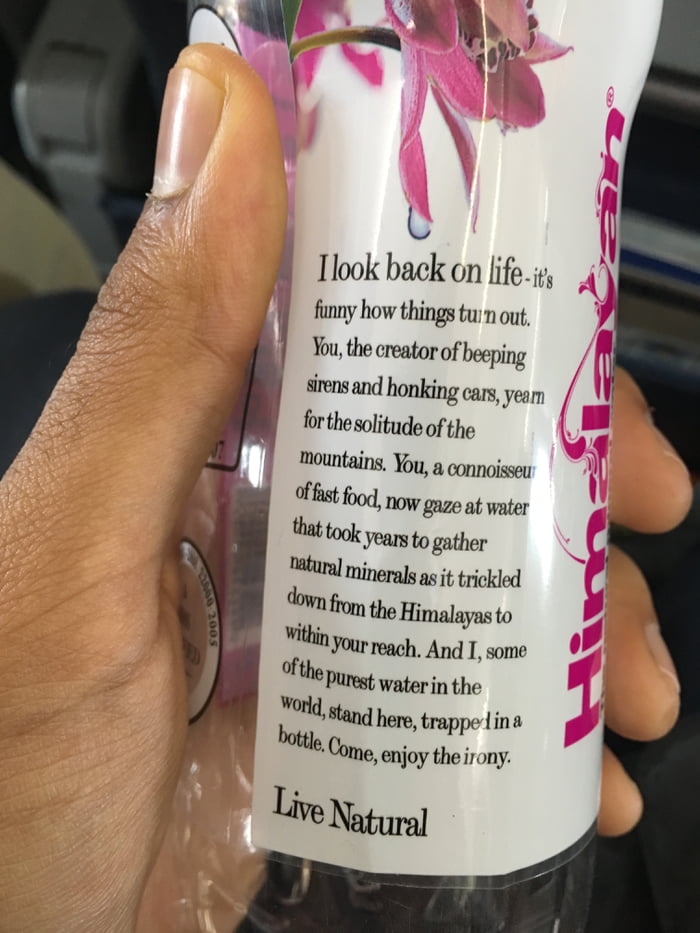 I look back on life - it's
funny how things turn out.
You, the creator of beeping
sirens and honking cars, yearn
for the solitude of the
mountains. You, a connoisseur
of fast food, now gaze at water
that took years to gather
natural minerals as it trickled
down from the Himalayas to
within your reach. And I, some
of the purest water in the
world, stand here, trapped in a
bottle. Come, enjoy the irony.
Live Natural
Himalayan®
22000:2005